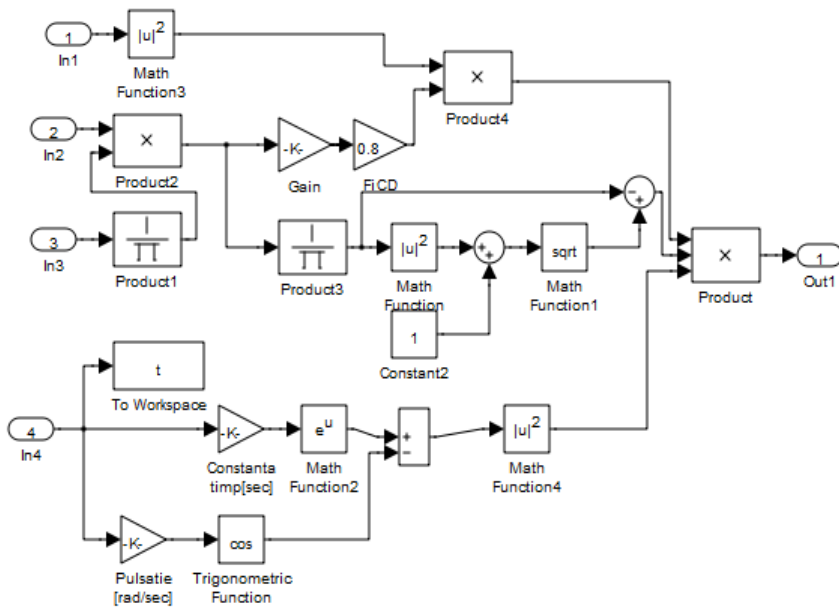 1
In1
|u|²
Math
Function3
×
Product4
2
In2
×
Product2
-K-
Gain
0.8
FiCD
3
In3
Product1
Product3
|u|²
Math
Function
+
+
sqrt
Math
Function1
−
+
×
Product
1
Out1
1
Constant2
t
To Workspace
4
In4
-K-
Constanta
timp[sec]
eᵘ
Math
Function2
+
−
|u|²
Math
Function4
-K-
Pulsatie
[rad/sec]
cos
Trigonometric
Function